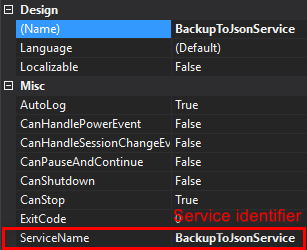 Design
(Name) BackupToJsonService
Language (Default)
Localizable False
Misc
AutoLog True
CanHandlePowerEvent False
CanHandleSessionChangeEv False
CanPauseAndContinue False
CanShutdown False
CanStop True
ExitCode 0
Service identifier
ServiceName BackupToJsonService